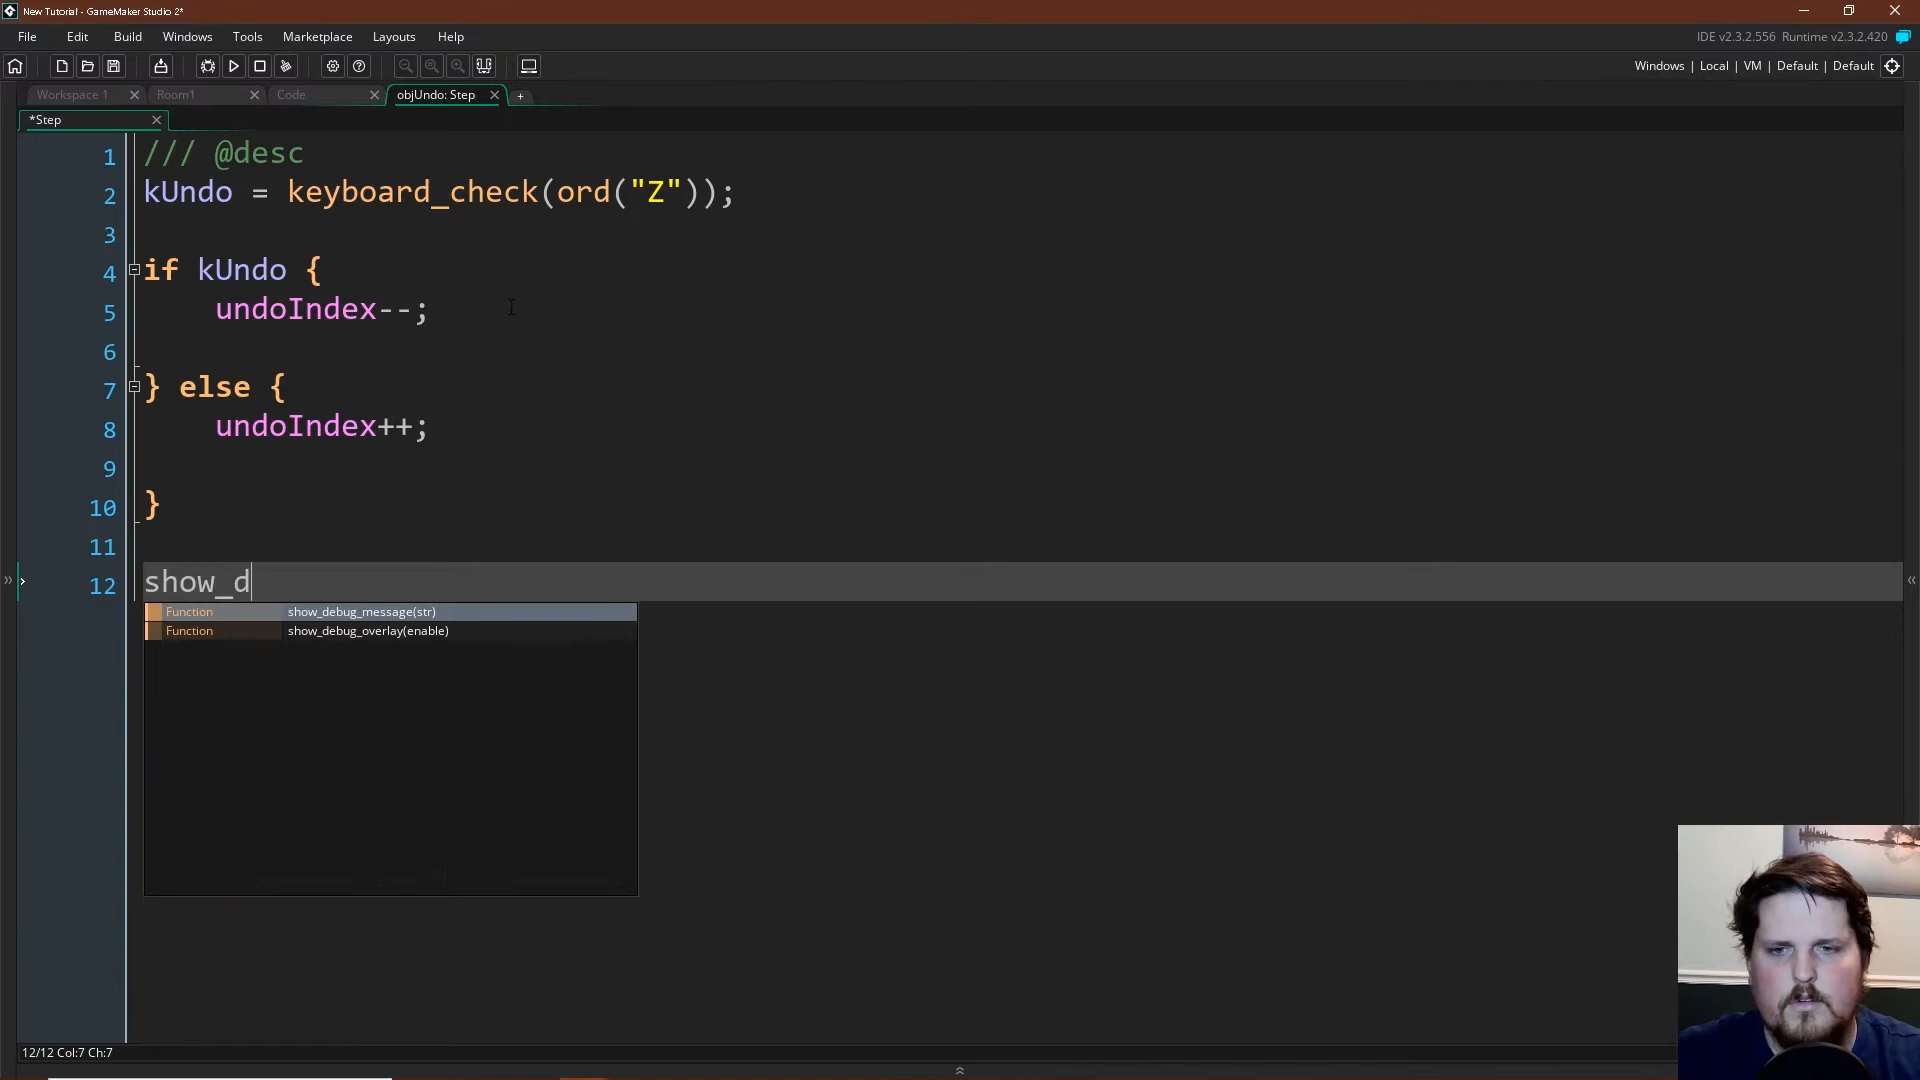 New Tutorial - GameMaker Studio 2*
File Edit Build Windows Tools Marketplace Layouts Help
IDE v2.3.2.556 Runtime v2.3.2.420
Windows | Local | VM | Default | Default
Workspace 1 Room1 Code objUndo: Step +
*Step
1 /// @desc
2 kUndo = keyboard_check(ord("Z"));
3
4 if kUndo {
5 undoIndex--;
6
7 } else {
8 undoIndex++;
9
10 }
11
12 show_d
Function show_debug_message(str)
Function show_debug_overlay(enable)
12/12 Col:7 Ch:7